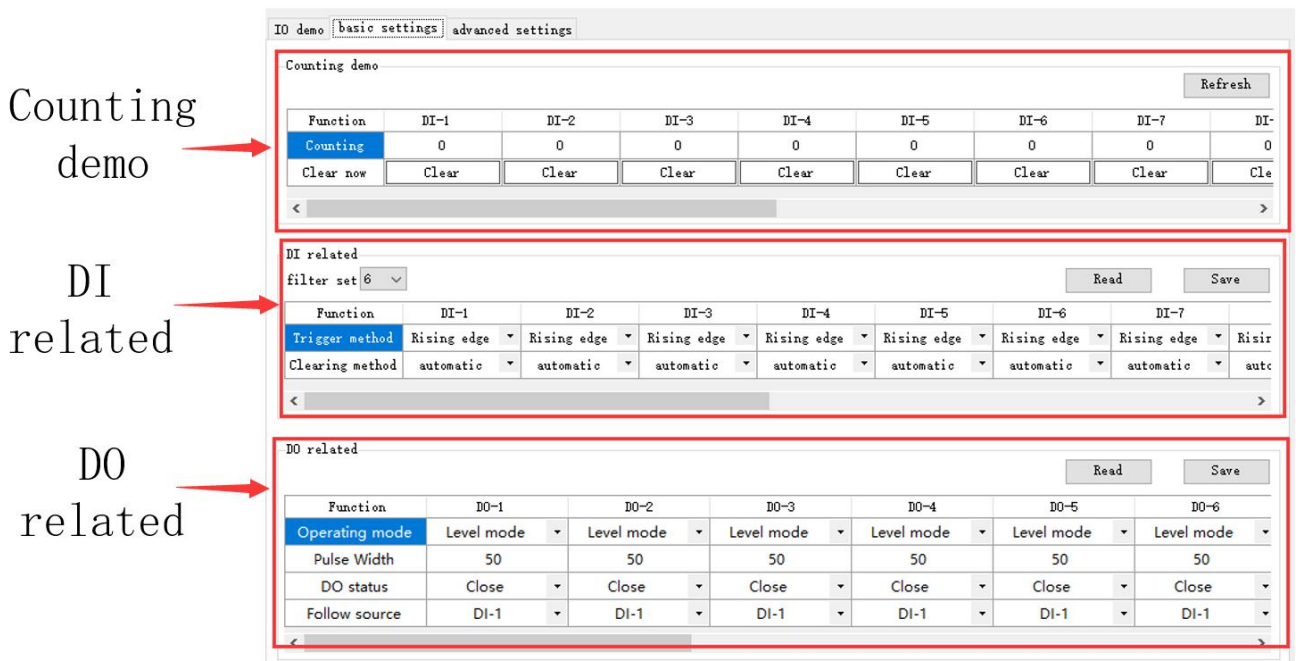 IO demo basic settings advanced settings
Counting demo
Refresh
Function DI-1 DI-2 DI-3 DI-4 DI-5 DI-6 DI-7 DI-
Counting 0 0 0 0 0 0 0 0
Clear now Clear Clear Clear Clear Clear Clear Clear Cle
Counting
demo
DI related
filter set 6 Read Save
Function DI-1 DI-2 DI-3 DI-4 DI-5 DI-6 DI-7
Trigger method Rising edge Rising edge Rising edge Rising edge Rising edge Rising edge Rising edge Risin
Clearing method automatic automatic automatic automatic automatic automatic automatic auto
DI
related
DO related
Read Save
Function DO-1 DO-2 DO-3 DO-4 DO-5 DO-6
Operating mode Level mode Level mode Level mode Level mode Level mode Level mode
Pulse Width 50 50 50 50 50 50
DO status Close Close Close Close Close Close
Follow source DI-1 DI-1 DI-1 DI-1 DI-1 DI-1
DO
related